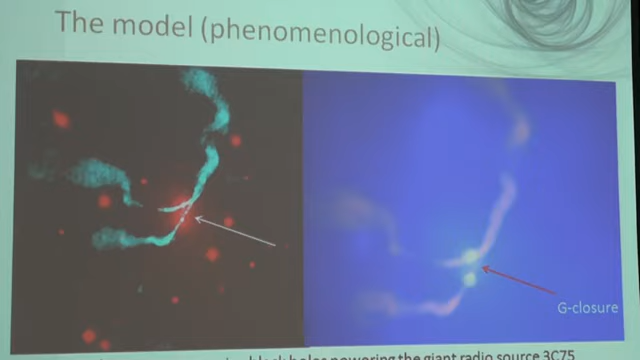 The model (phenomenological)
G-closure
black holes powering the giant radio source 3C75